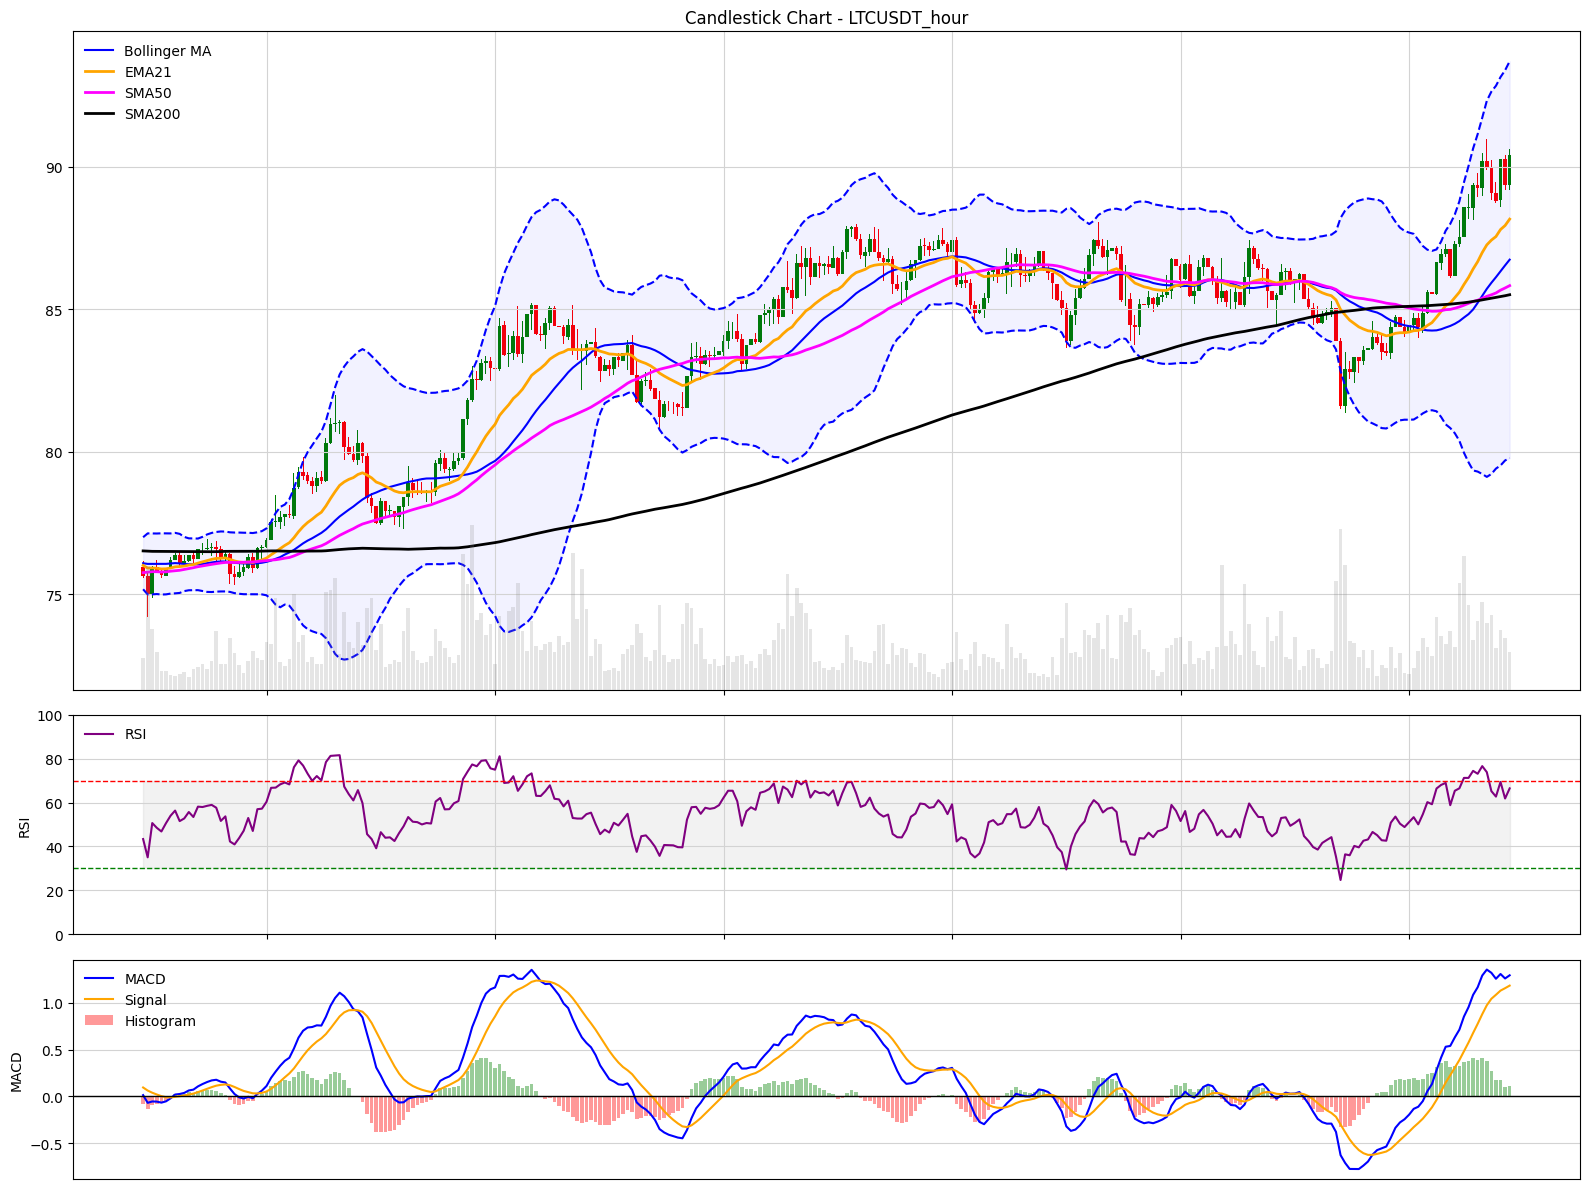 Candlestick Chart - LTCUSDT_hour
Bollinger MA
EMA21
SMA50
SMA200
90
85
80
75
100
RSI
80
60
40
20
0
RSI
MACD
Signal
Histogram
1.0
0.5
0.0
−0.5
MACD